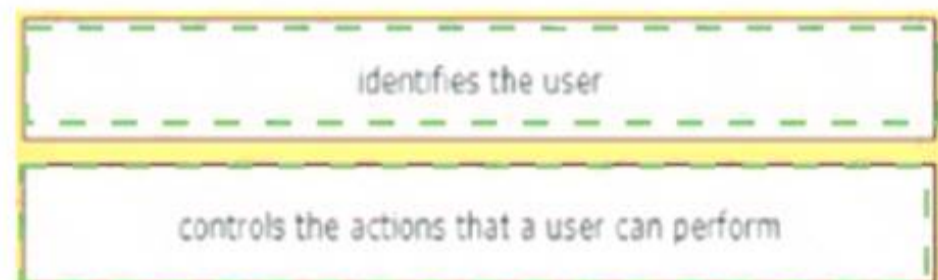 identifies the user
controls the actions that a user can perform